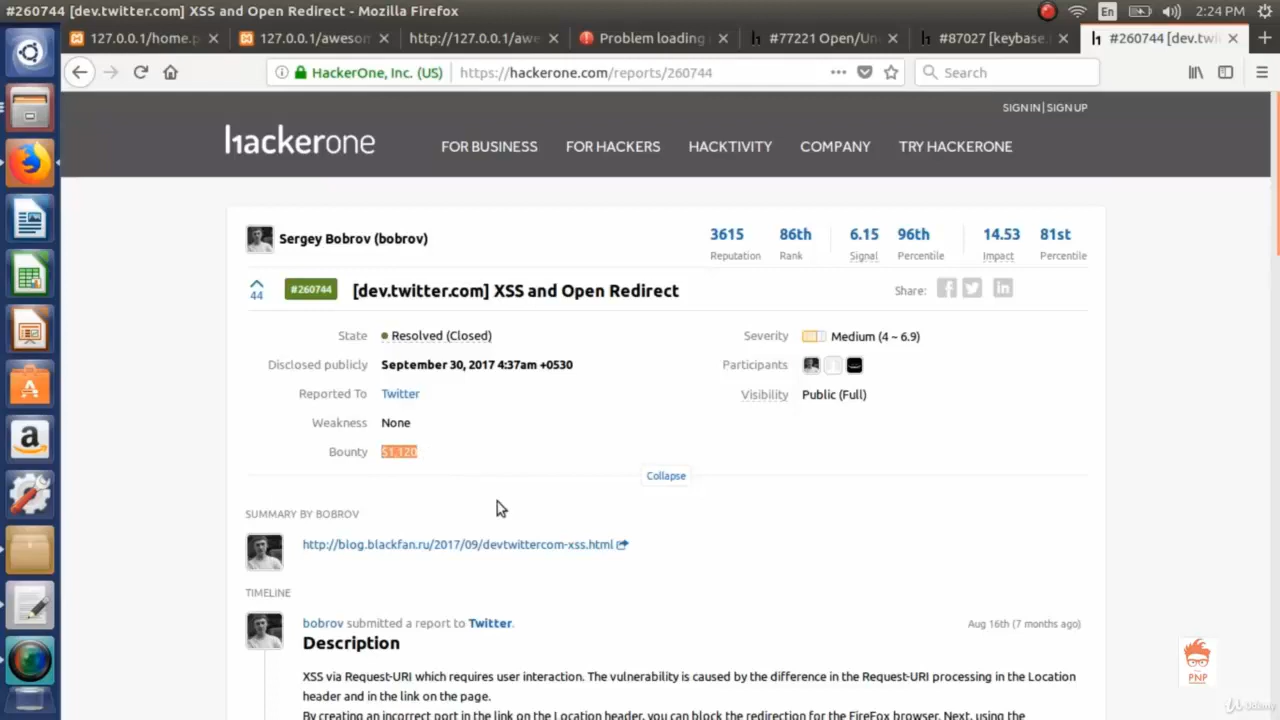 #260744 [dev.twitter.com] XSS and Open Redirect - Mozilla Firefox
En 2:24 PM
127.0.0.1/home.p
127.0.0.1/awesom
http://127.0.0.1/awe
Problem loading
#77221 Open/Un
#87027 [keybase.
#260744 [dev.twi
HackerOne, Inc. (US) https://hackerone.com/reports/260744 Search
SIGN IN | SIGN UP
hackerone FOR BUSINESS FOR HACKERS HACKTIVITY COMPANY TRY HACKERONE
Sergey Bobrov (bobrov)
3615 86th 6.15 96th 14.53 81st
Reputation Rank Signal Percentile Impact Percentile
44 #260744 [dev.twitter.com] XSS and Open Redirect Share:
State Resolved (Closed) Severity Medium (4 ~ 6.9)
Disclosed publicly September 30, 2017 4:37am +0530 Participants
Reported To Twitter Visibility Public (Full)
Weakness None
Bounty $1,120
Collapse
SUMMARY BY BOBROV
http://blog.blackfan.ru/2017/09/devtwittercom-xss.html
TIMELINE
bobrov submitted a report to Twitter. Aug 16th (7 months ago)
Description
XSS via Request-URI which requires user interaction. The vulnerability is caused by the difference in the Request-URI processing in the Location
header and in the link on the page.
By creating an incorrect port in the link on the Location header, you can block the redirection for the FireFox browser. Next, using the
PNP
Udemy